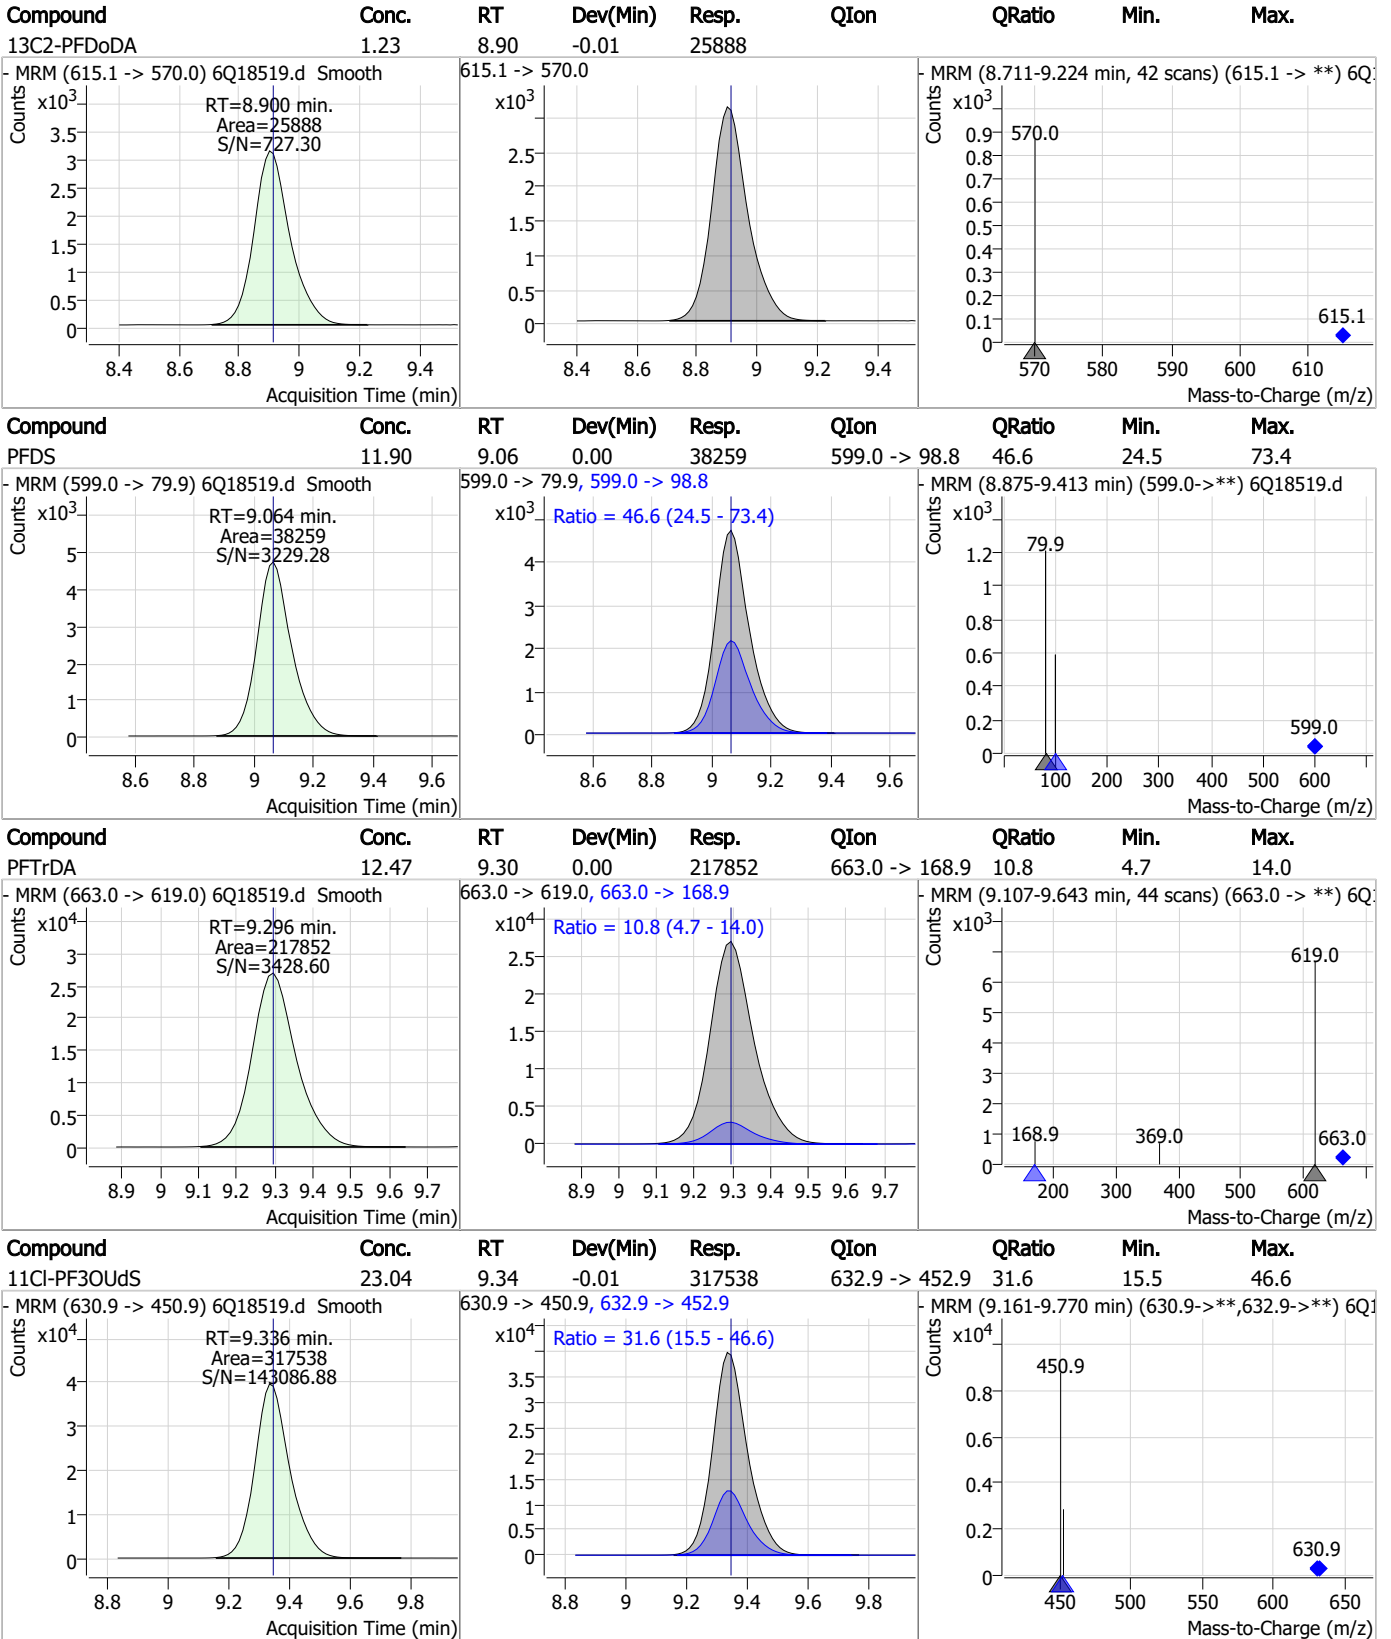 Compound Conc. RT Dev(Min) Resp. QIon QRatio Min. Max.
13C2-PFDoDA 1.23 8.90 -0.01 25888
- MRM (615.1 -> 570.0) 6Q18519.d Smooth
Counts
x10³
RT=8.900 min.
Area=25888
S/N=727.30
3.5
3
2.5
2
1.5
1
0.5
0
8.4 8.6 8.8 9 9.2 9.4
Acquisition Time (min)
615.1 -> 570.0
x10³
2.5
2
1.5
1
0.5
0
8.4 8.6 8.8 9 9.2 9.4
- MRM (8.711-9.224 min, 42 scans) (615.1 -> **) 6Q1
Counts
x10³
570.0
615.1
0.9
0.8
0.7
0.6
0.5
0.4
0.3
0.2
0.1
0
570 580 590 600 610
Mass-to-Charge (m/z)
Compound Conc. RT Dev(Min) Resp. QIon QRatio Min. Max.
PFDS 11.90 9.06 0.00 38259 599.0 -> 98.8 46.6 24.5 73.4
- MRM (599.0 -> 79.9) 6Q18519.d Smooth
Counts
x10³
RT=9.064 min.
Area=38259
S/N=3229.28
5
4
3
2
1
0
8.6 8.8 9 9.2 9.4 9.6
Acquisition Time (min)
599.0 -> 79.9, 599.0 -> 98.8
x10³
Ratio = 46.6 (24.5 - 73.4)
4
3
2
1
0
8.6 8.8 9 9.2 9.4 9.6
- MRM (8.875-9.413 min) (599.0->**) 6Q18519.d
Counts
x10³
79.9
599.0
1.2
1
0.8
0.6
0.4
0.2
0
100 200 300 400 500 600
Mass-to-Charge (m/z)
Compound Conc. RT Dev(Min) Resp. QIon QRatio Min. Max.
PFTrDA 12.47 9.30 0.00 217852 663.0 -> 168.9 10.8 4.7 14.0
- MRM (663.0 -> 619.0) 6Q18519.d Smooth
Counts
x10⁴
RT=9.296 min.
Area=217852
S/N=3428.60
3
2.5
2
1.5
1
0.5
0
8.9 9 9.1 9.2 9.3 9.4 9.5 9.6 9.7
Acquisition Time (min)
663.0 -> 619.0, 663.0 -> 168.9
x10⁴
Ratio = 10.8 (4.7 - 14.0)
2.5
2
1.5
1
0.5
0
8.9 9 9.1 9.2 9.3 9.4 9.5 9.6 9.7
- MRM (9.107-9.643 min, 44 scans) (663.0 -> **) 6Q1
Counts
x10³
619.0
168.9
369.0
663.0
6
5
4
3
2
1
0
200 300 400 500 600
Mass-to-Charge (m/z)
Compound Conc. RT Dev(Min) Resp. QIon QRatio Min. Max.
11Cl-PF3OUdS 23.04 9.34 -0.01 317538 632.9 -> 452.9 31.6 15.5 46.6
- MRM (630.9 -> 450.9) 6Q18519.d Smooth
Counts
x10⁴
RT=9.336 min.
Area=317538
S/N=143086.88
4
3
2
1
0
8.8 9 9.2 9.4 9.6 9.8
Acquisition Time (min)
630.9 -> 450.9, 632.9 -> 452.9
x10⁴
Ratio = 31.6 (15.5 - 46.6)
3.5
3
2.5
2
1.5
1
0.5
0
8.8 9 9.2 9.4 9.6 9.8
- MRM (9.161-9.770 min) (630.9->**,632.9->**) 6Q1
Counts
x10⁴
450.9
630.9
0.8
0.6
0.4
0.2
0
450 500 550 600 650
Mass-to-Charge (m/z)